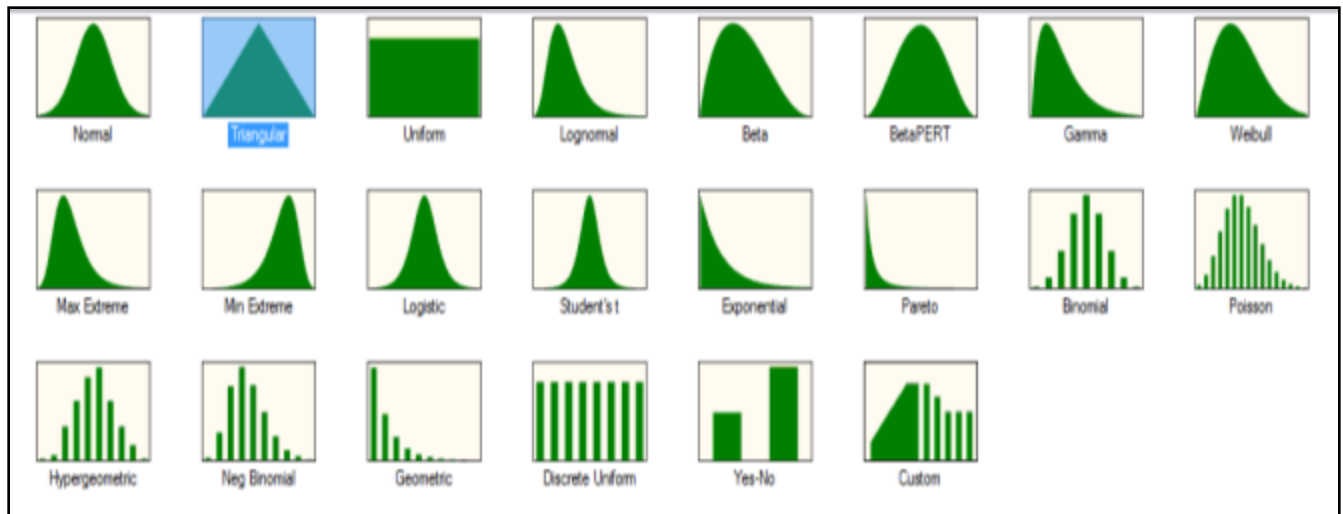 Normal Triangular Uniform Lognormal Beta BetaPERT Gamma Weibull
Max Extreme Min Extreme Logistic Student's t Exponential Pareto Binomial Poisson
Hypergeometric Neg Binomial Geometric Discrete Uniform Yes-No Custom